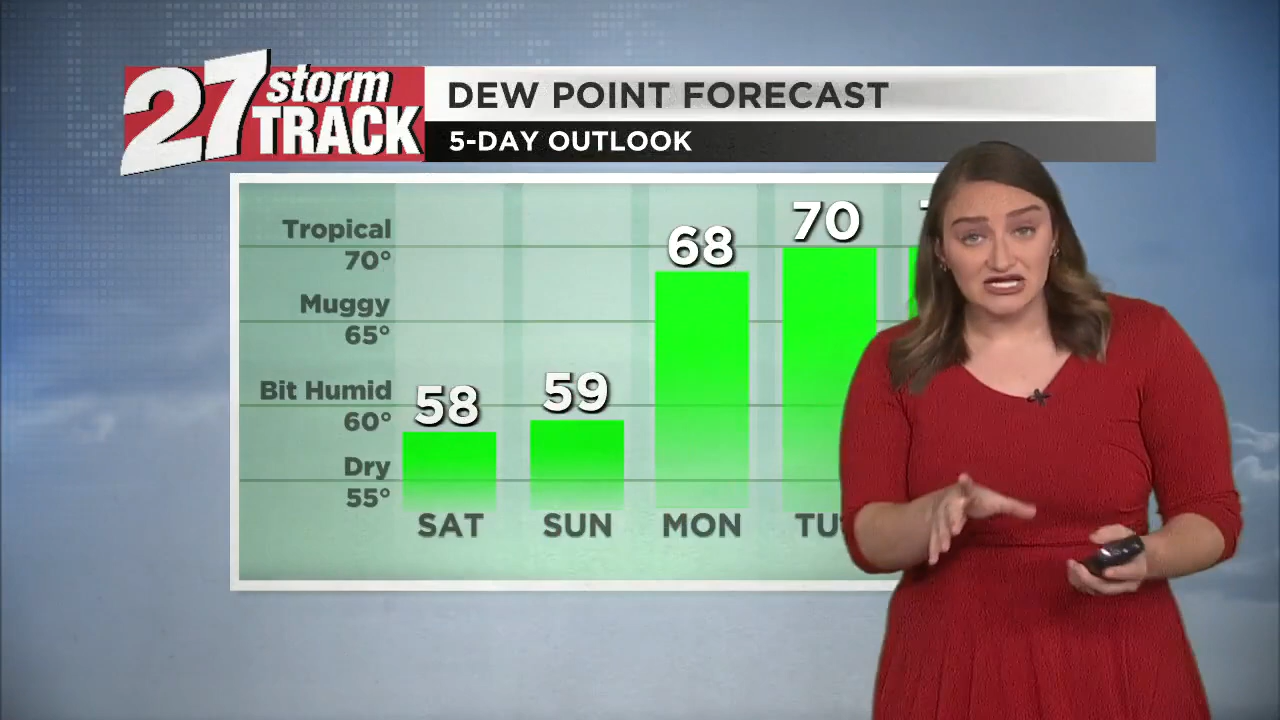 27 storm TRACK
DEW POINT FORECAST
5-DAY OUTLOOK
Tropical
70°
Muggy
65°
Bit Humid
60°
Dry
55°
58
59
68
70
SAT
SUN
MON